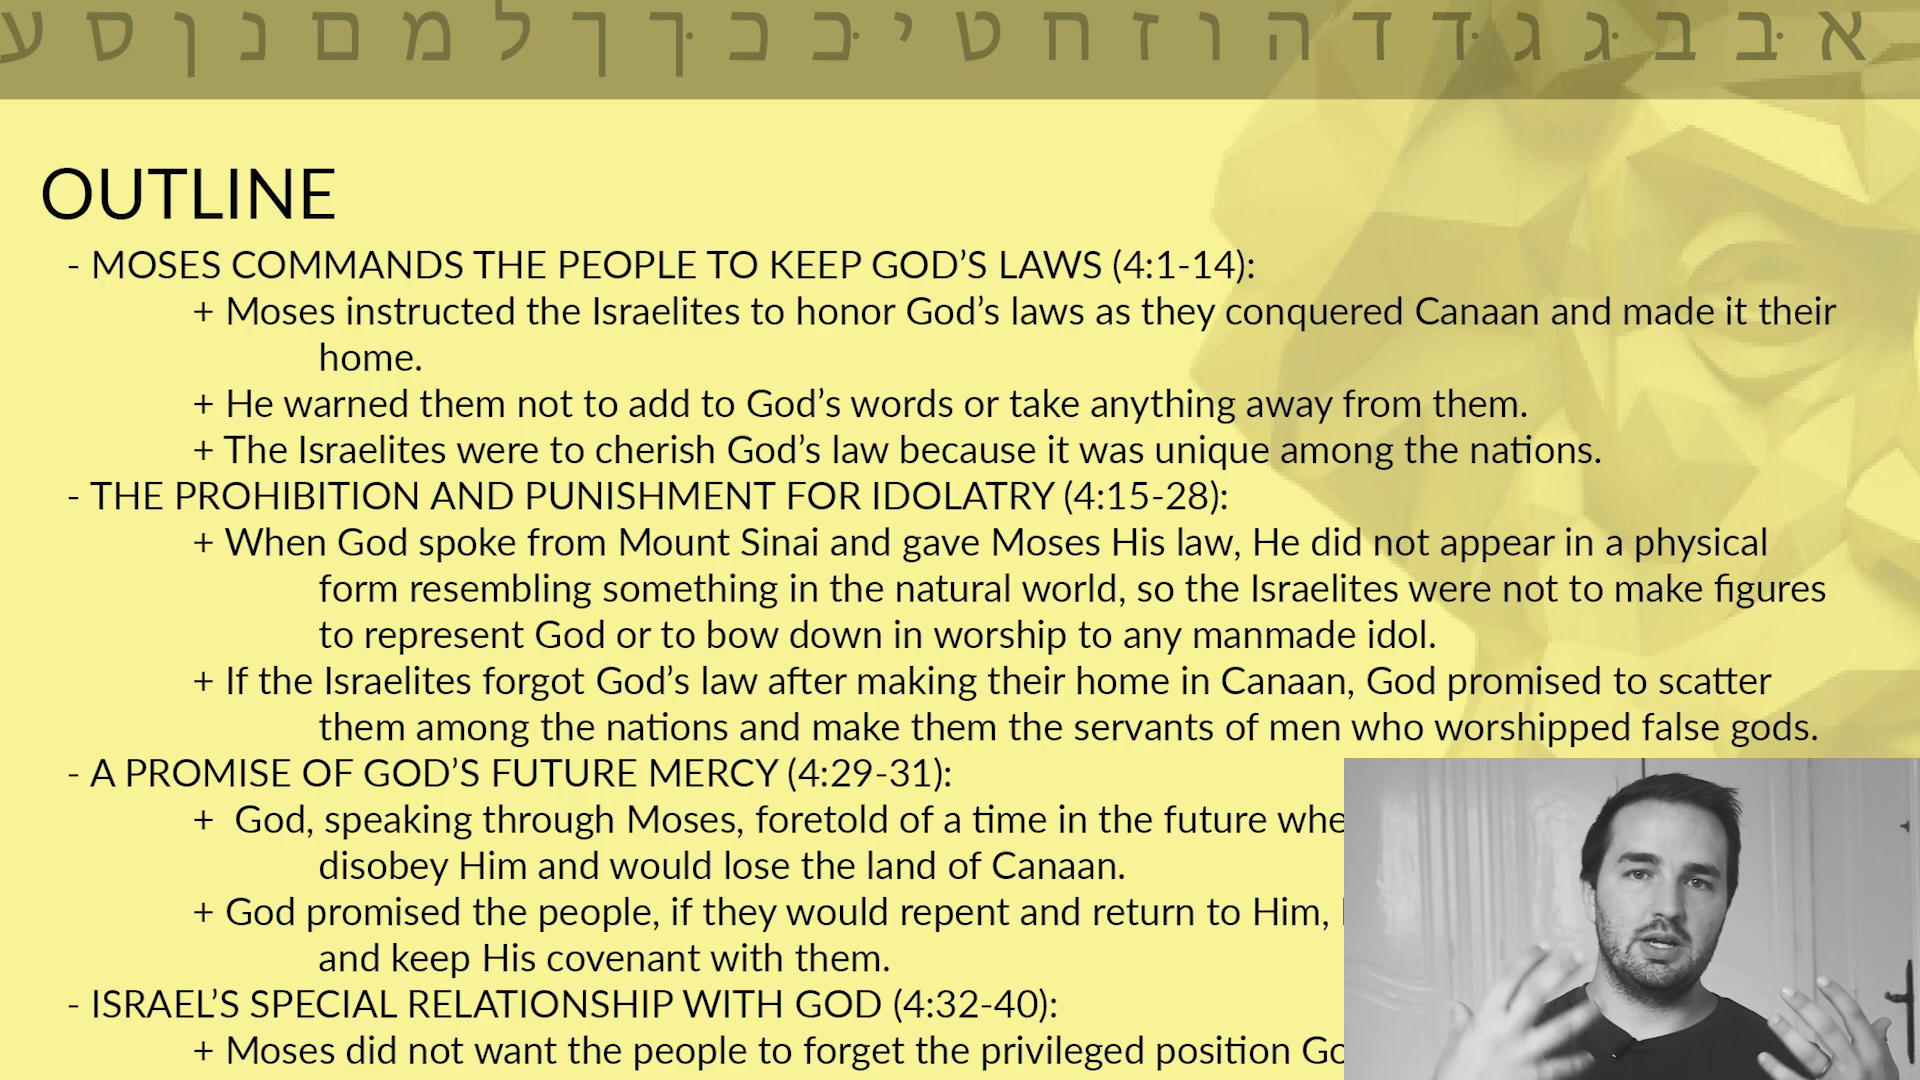 א בּ ב גּ ג דּ ד ה ו ז ח ט י כּ כ ךּ ך ל מ ם נ ן ס ע
OUTLINE
- MOSES COMMANDS THE PEOPLE TO KEEP GOD’S LAWS (4:1-14):
+ Moses instructed the Israelites to honor God’s laws as they conquered Canaan and made it their
home.
+ He warned them not to add to God’s words or take anything away from them.
+ The Israelites were to cherish God’s law because it was unique among the nations.
- THE PROHIBITION AND PUNISHMENT FOR IDOLATRY (4:15-28):
+ When God spoke from Mount Sinai and gave Moses His law, He did not appear in a physical
form resembling something in the natural world, so the Israelites were not to make figures
to represent God or to bow down in worship to any manmade idol.
+ If the Israelites forgot God’s law after making their home in Canaan, God promised to scatter
them among the nations and make them the servants of men who worshipped false gods.
- A PROMISE OF GOD’S FUTURE MERCY (4:29-31):
+ God, speaking through Moses, foretold of a time in the future
disobey Him and would lose the land of Canaan.
+ God promised the people, if they would repent and return to Him,
and keep His covenant with them.
- ISRAEL’S SPECIAL RELATIONSHIP WITH GOD (4:32-40):
+ Moses did not want the people to forget the privileged position